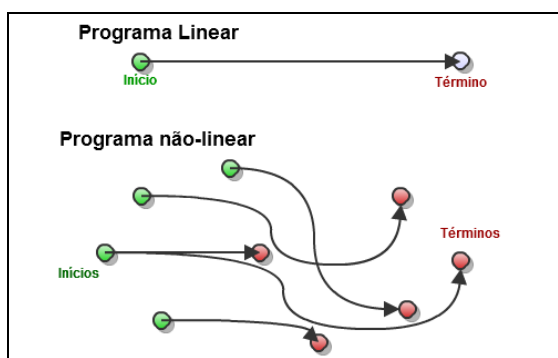 Programa Linear
Início
Término
Programa não-linear
Términos
Inícios